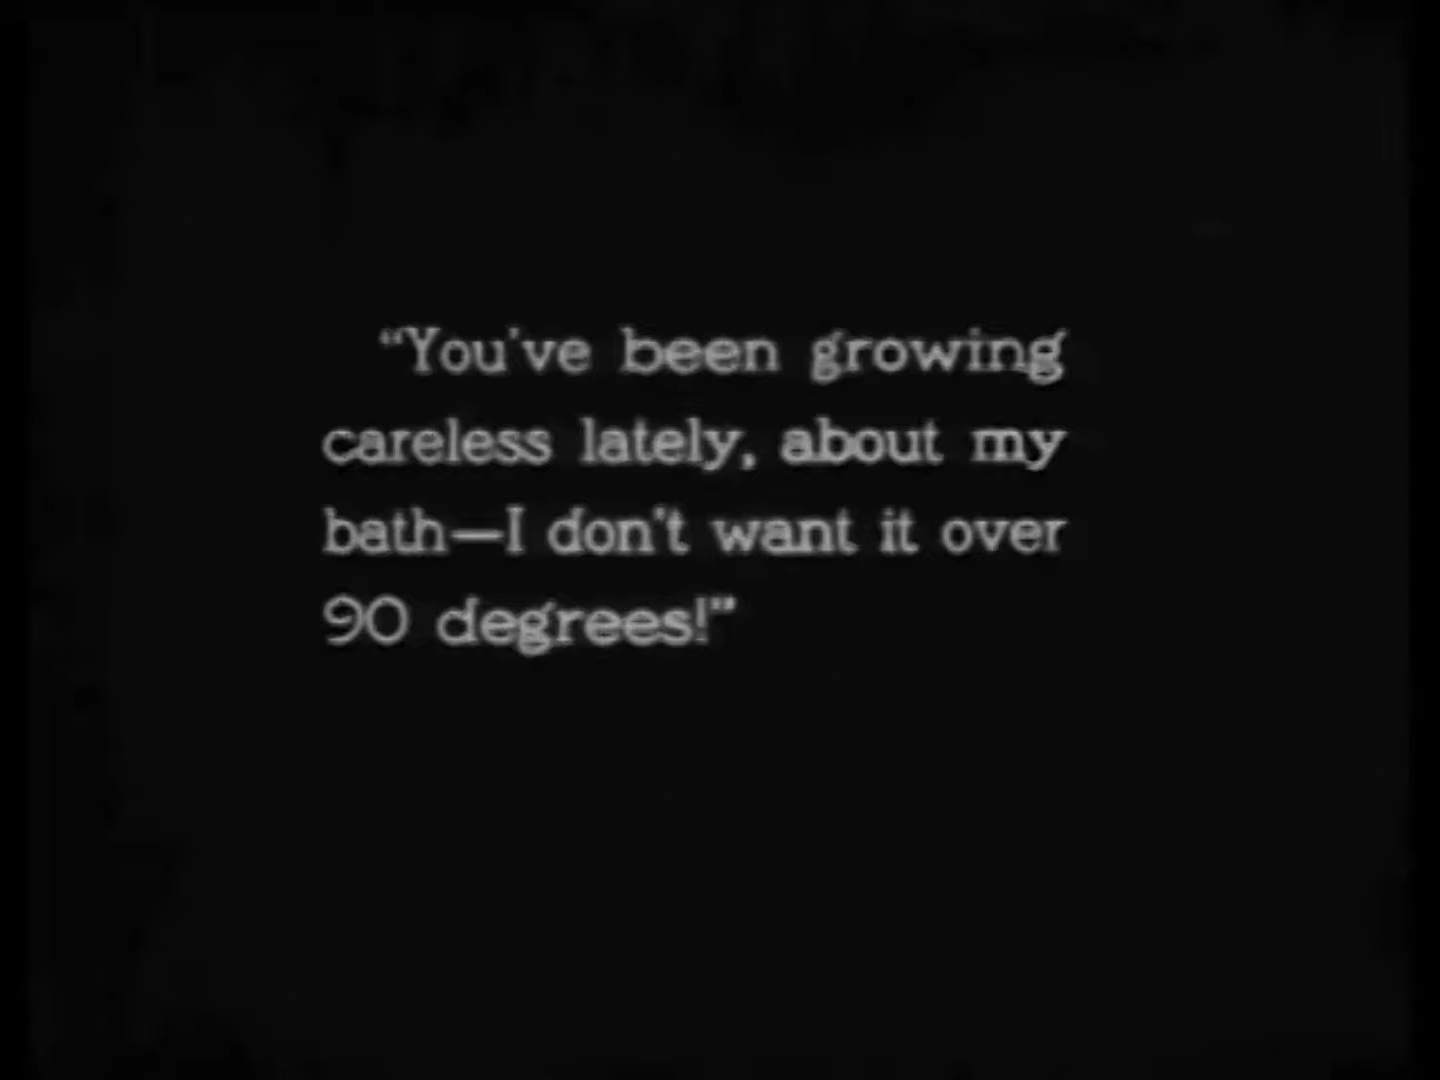 “You've been growing
careless lately, about my
bath—I don't want it over
90 degrees!”